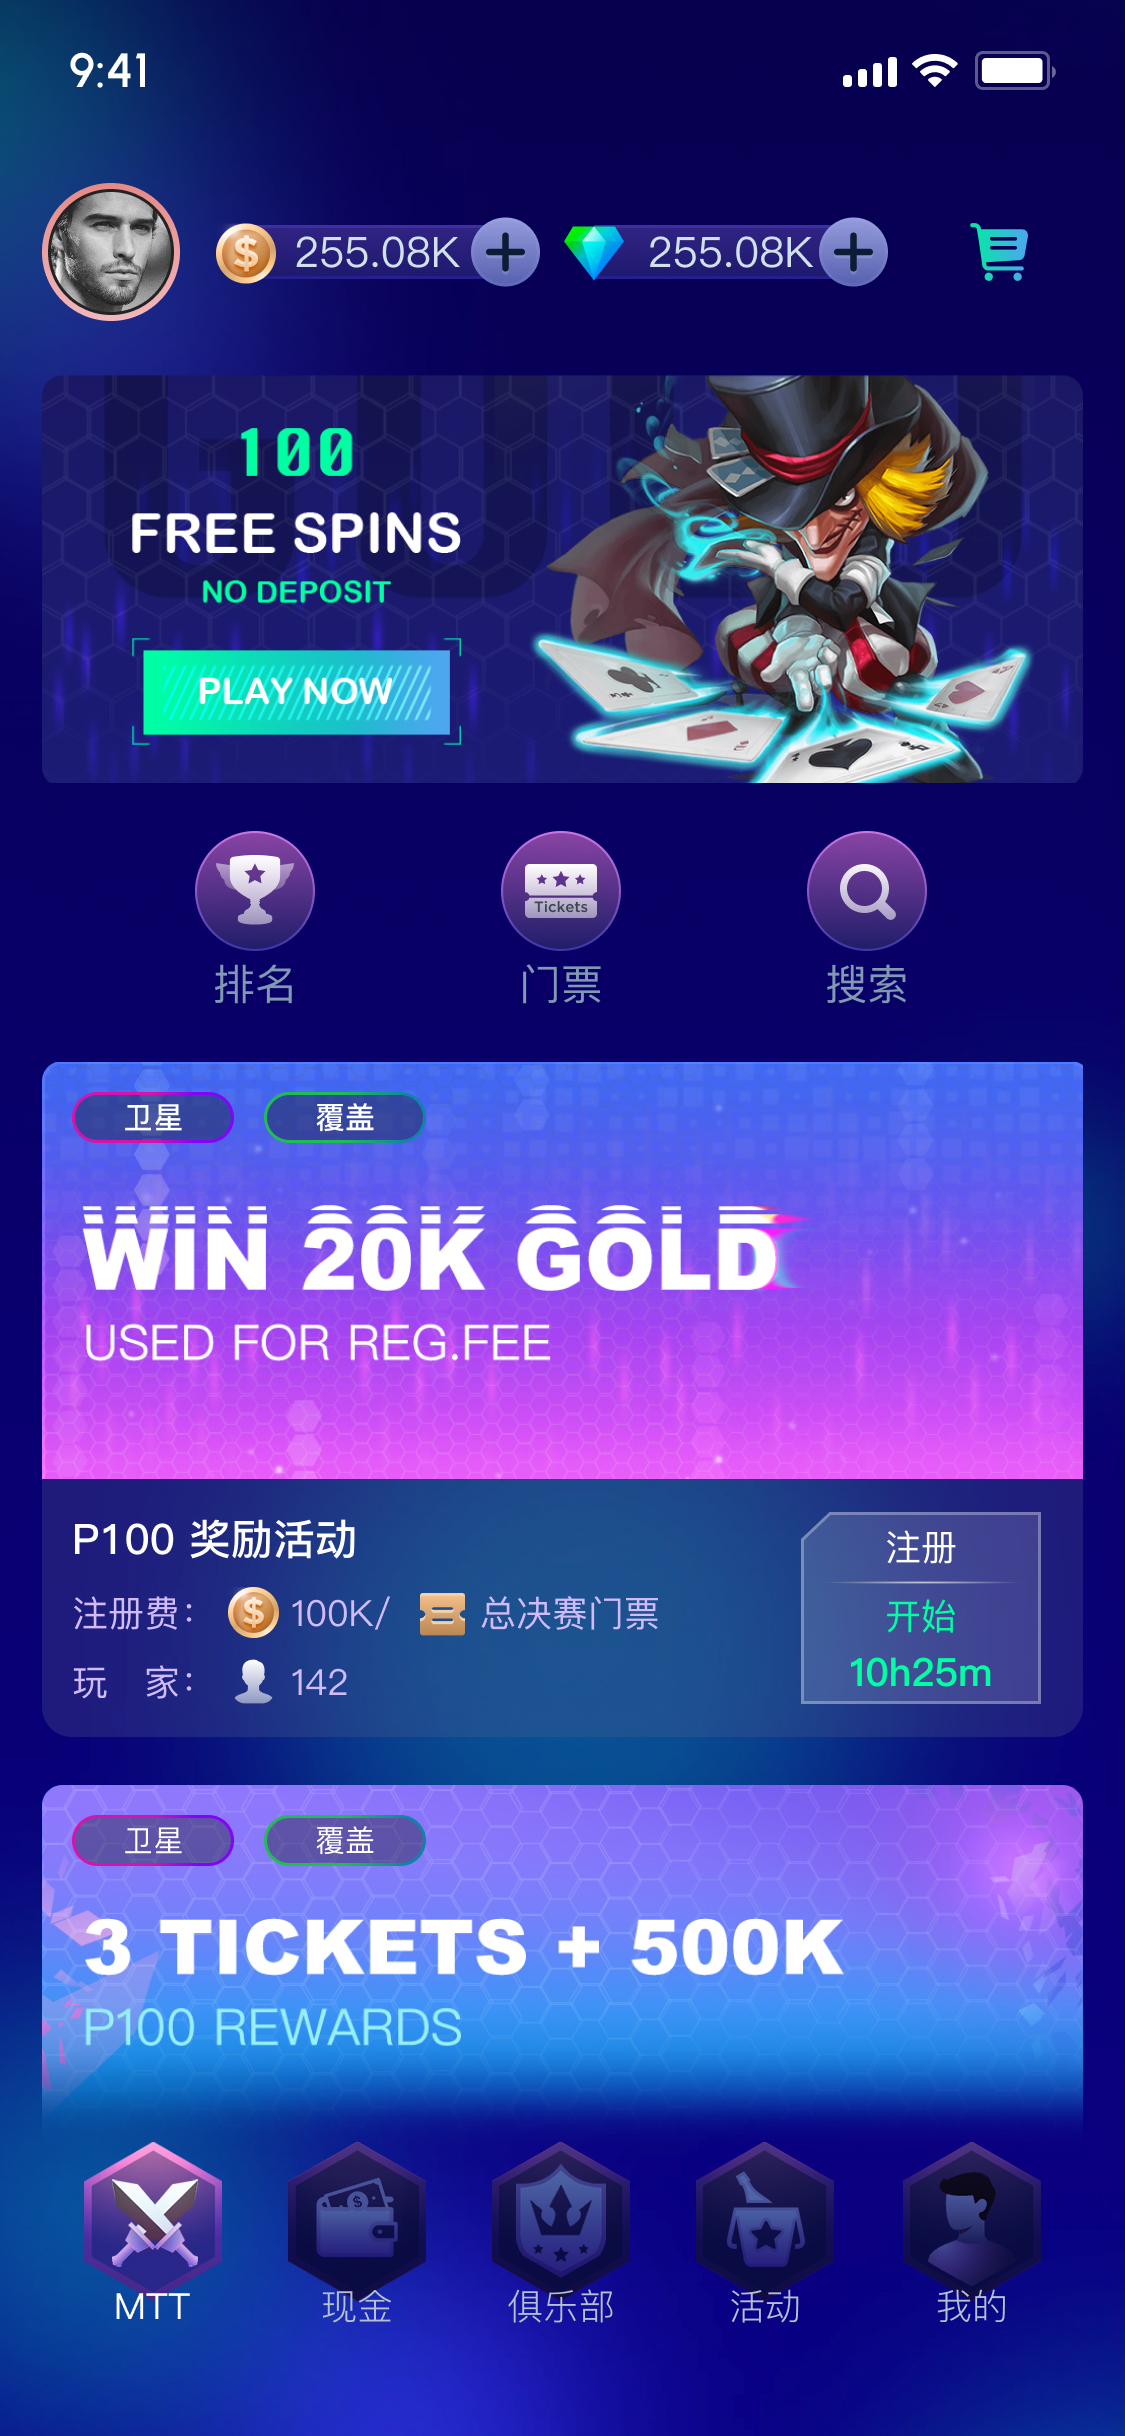 9:41
255.08K
255.08K
100
FREE SPINS
NO DEPOSIT
PLAY NOW
Tickets
排名
门票
搜索
卫星
覆盖
WIN 20K GOLD
USED FOR REG.FEE
P100 奖励活动
注册费:
100K/
总决赛门票
玩 家:
142
注册
开始
10h25m
卫星
覆盖
3 TICKETS + 500K
P100 REWARDS
MTT
现金
俱乐部
活动
我的